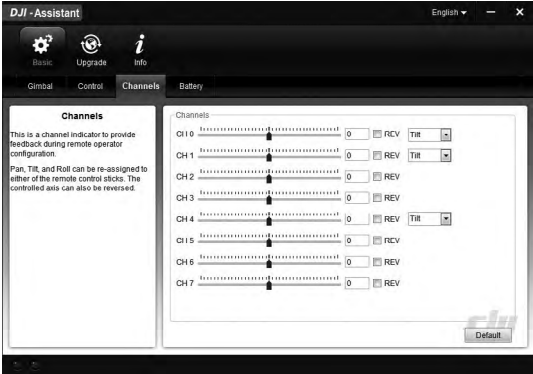 DJI - Assistant
English
Basic
Upgrade
Info
Gimbal Control Channels Battery
Channels
This is a channel indicator to provide
feedback during remote operator
configuration.
Pan, Tilt, and Roll can be re-assigned to
either of the remote control sticks. The
controlled axis can also be reversed.
Channels
CH 0 0 REV Tilt
CH 1 0 REV Tilt
CH 2 0 REV
CH 3 0 REV
CH 4 0 REV Tilt
CH 5 0 REV
CH 6 0 REV
CH 7 0 REV
dji
Default